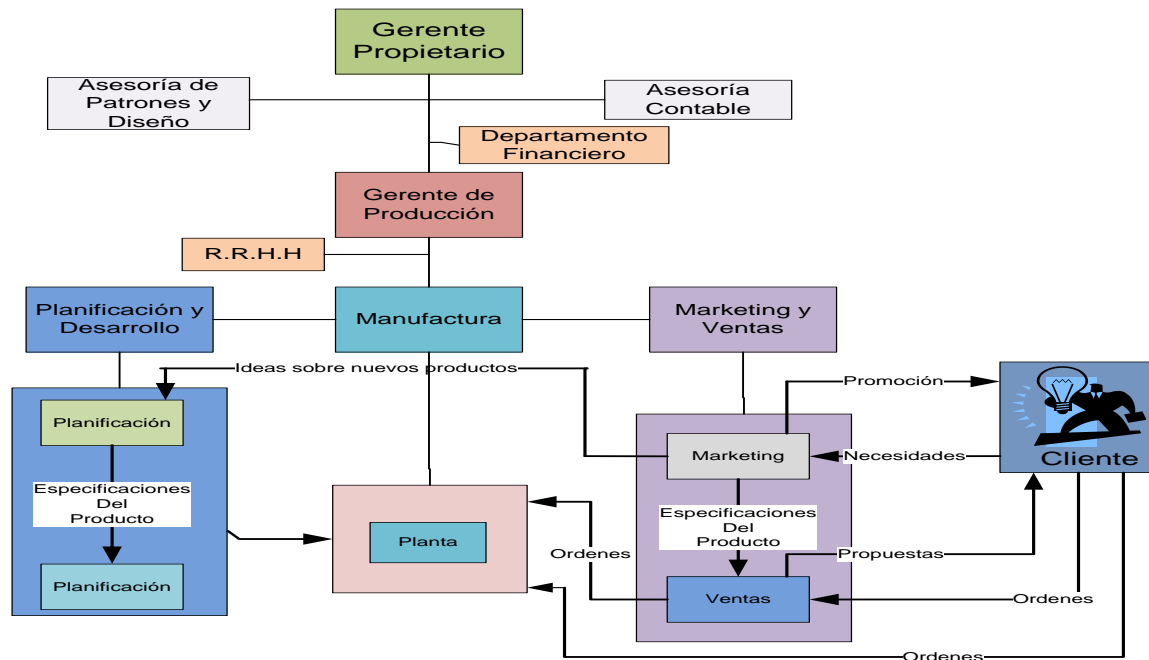 Gerente
Propietario
Asesoría de
Patrones y
Diseño
Asesoría
Contable
Departamento
Financiero
Gerente de
Producción
R.R.H.H
Planificación y
Desarrollo
Manufactura
Marketing y
Ventas
Ideas sobre nuevos productos
Promoción
Planificación
Marketing
Necesidades
Cliente
Especificaciones
Del
Producto
Especificaciones
Del
Producto
Planta
Ordenes
Propuestas
Planificación
Ventas
Ordenes
Ordenes